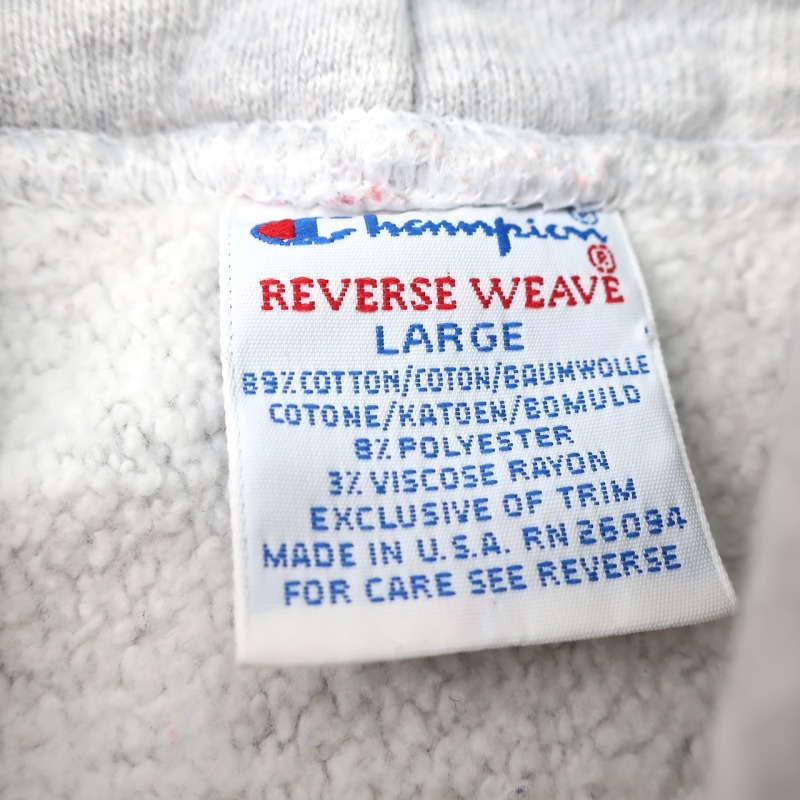 Champion®
REVERSE WEAVE®
LARGE
89% COTTON/COTON/BAUMWOLLE
COTONE/KATOEN/BOMULD
8% POLYESTER
3% VISCOSE RAYON
EXCLUSIVE OF TRIM
MADE IN U.S.A. RN 26094
FOR CARE SEE REVERSE